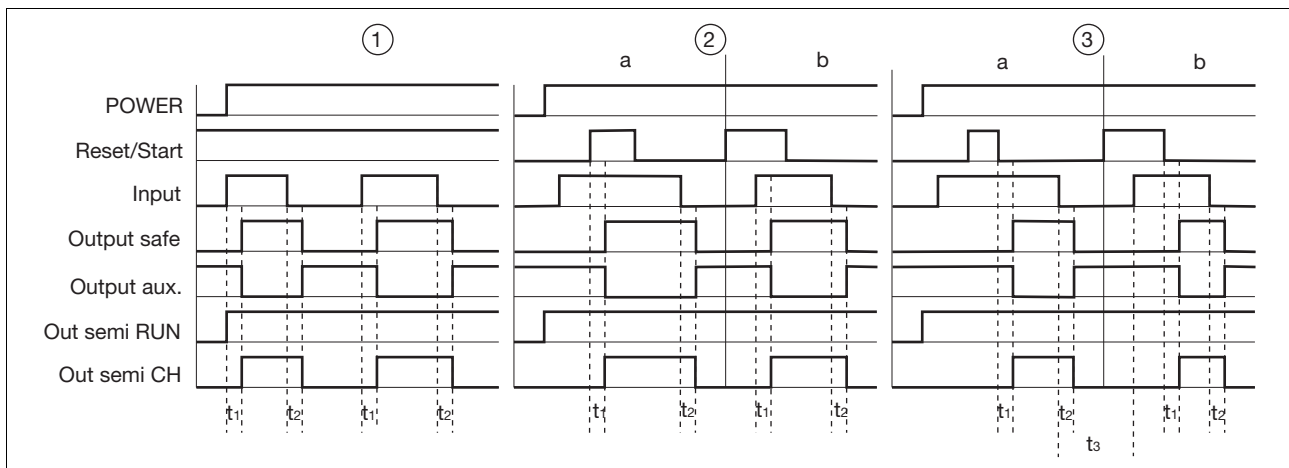 1 2 3
a b a b
POWER
Reset/Start
Input
Output safe
Output aux.
Out semi RUN
Out semi CH
t1 t2 t1 t2 t1 t2 t1 t2 t1 t2 t1 t2
t3